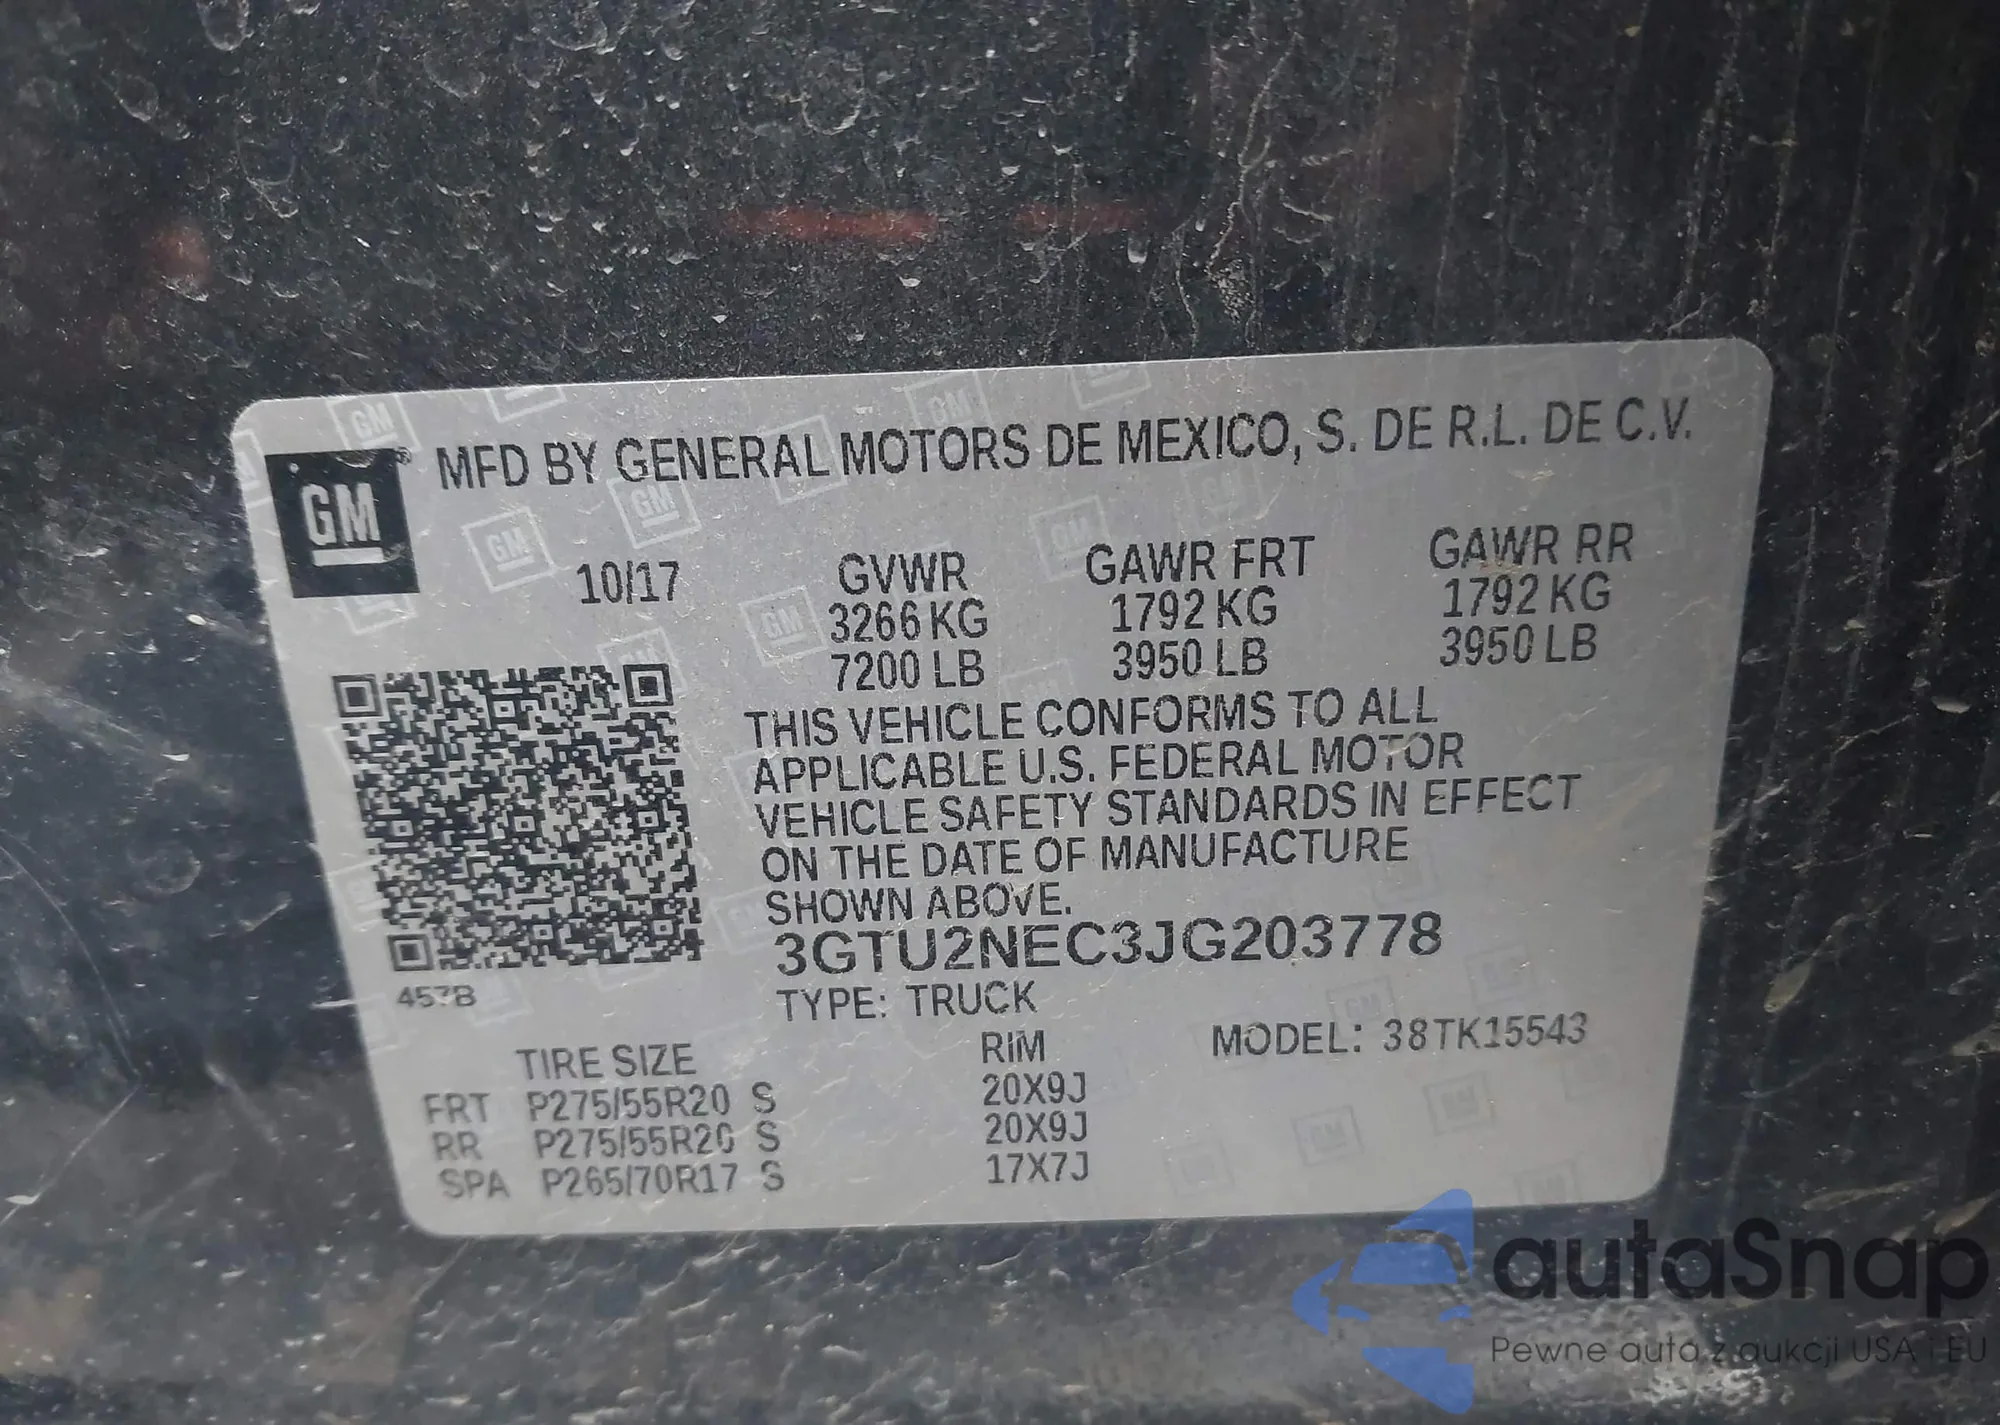 MFD BY GENERAL MOTORS DE MEXICO, S. DE R.L. DE C.V.
GM
10/17 GVWR GAWR FRT GAWR RR
3266 KG 1792 KG 1792 KG
7200 LB 3950 LB 3950 LB
THIS VEHICLE CONFORMS TO ALL
APPLICABLE U.S. FEDERAL MOTOR
VEHICLE SAFETY STANDARDS IN EFFECT
ON THE DATE OF MANUFACTURE
SHOWN ABOVE.
3GTU2NEC3JG203778
457B
TYPE: TRUCK
TIRE SIZE RIM MODEL: 38TK15543
FRT P275/55R20 S 20X9J
RR P275/55R20 S 20X9J
SPA P265/70R17 S 17X7J
autaSnap
Pewne auta z aukcji USA i EU